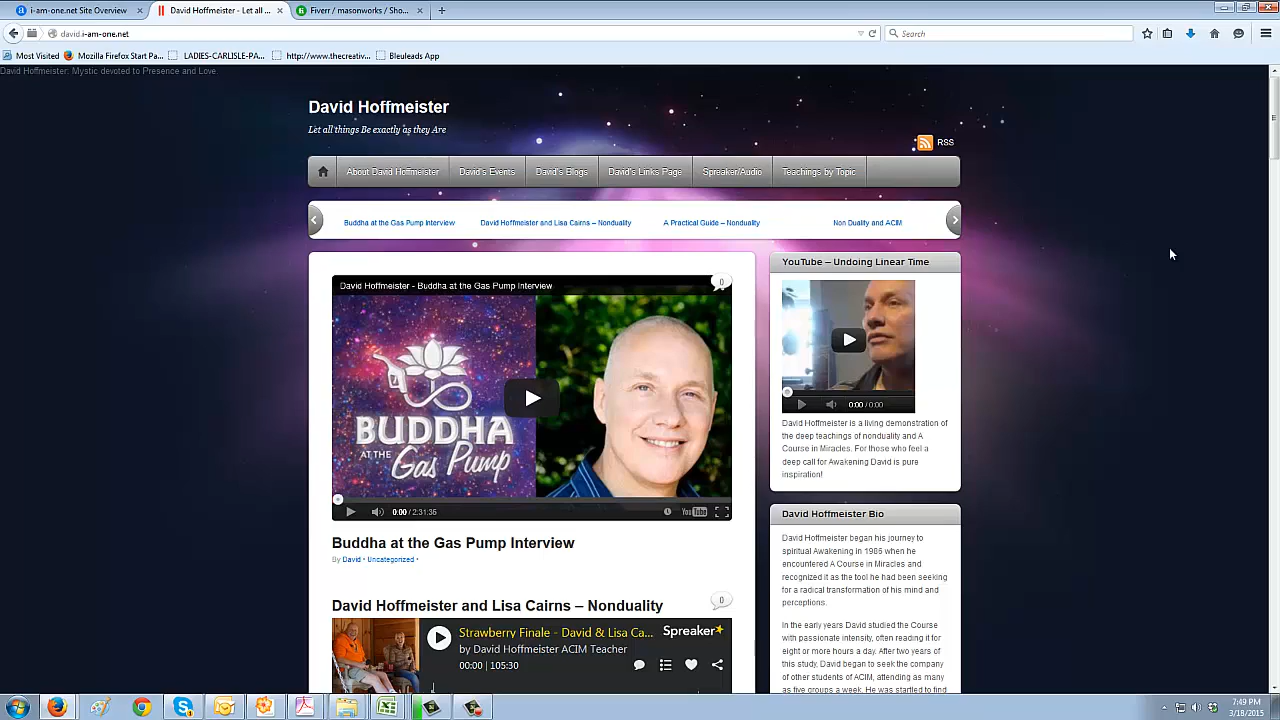 i-am-one.net Site Overview
David Hoffmeister - Let all ...
Fiverr / masonworks / Sho...
david.i-am-one.net
Search
Most Visited
Mozilla Firefox Start Pa...
LADIES-CARLISLE-PA...
http://www.thecreativ...
Bleuleads App
David Hoffmeister: Mystic devoted to Presence and Love.
David Hoffmeister
Let all things Be exactly as they Are
RSS
About David Hoffmeister
David's Events
David's Blogs
David's Links Page
Spreaker/Audio
Teachings by Topic
Buddha at the Gas Pump Interview
David Hoffmeister and Lisa Cairns – Nonduality
A Practical Guide – Nonduality
Non Duality and ACIM
David Hoffmeister - Buddha at the Gas Pump Interview
0
BUDDHA
AT THE Gas Pump
0:00 / 2:31:35
YouTube
Buddha at the Gas Pump Interview
By David • Uncategorized •
David Hoffmeister and Lisa Cairns – Nonduality
0
Strawberry Finale - David & Lisa Ca...
Spreaker
by David Hoffmeister ACIM Teacher
00:00 | 105:30
YouTube – Undoing Linear Time
0:00 / 0:00
David Hoffmeister is a living demonstration of
the deep teachings of nonduality and A
Course in Miracles. For those who feel a
deep call for Awakening David is pure
inspiration!
David Hoffmeister Bio
David Hoffmeister began his journey to
spiritual Awakening in 1986 when he
encountered A Course in Miracles and
recognized it as the tool he had been seeking
for a radical transformation of his mind and
perceptions.
In the early years David studied the Course
with passionate intensity, often reading it for
eight or more hours a day. After two years of
this study, David began to seek the company
of other students of ACIM, attending as many
as five groups a week. He was startled to find
7:49 PM
3/18/2015